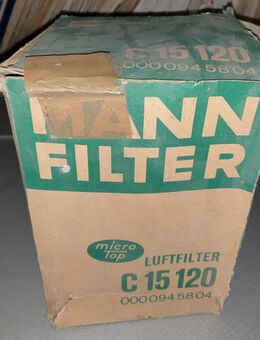 C 15 120
0000945804
MANN
FILTER
micro
Top
LUFTFILTER
C 15 120
0000945804